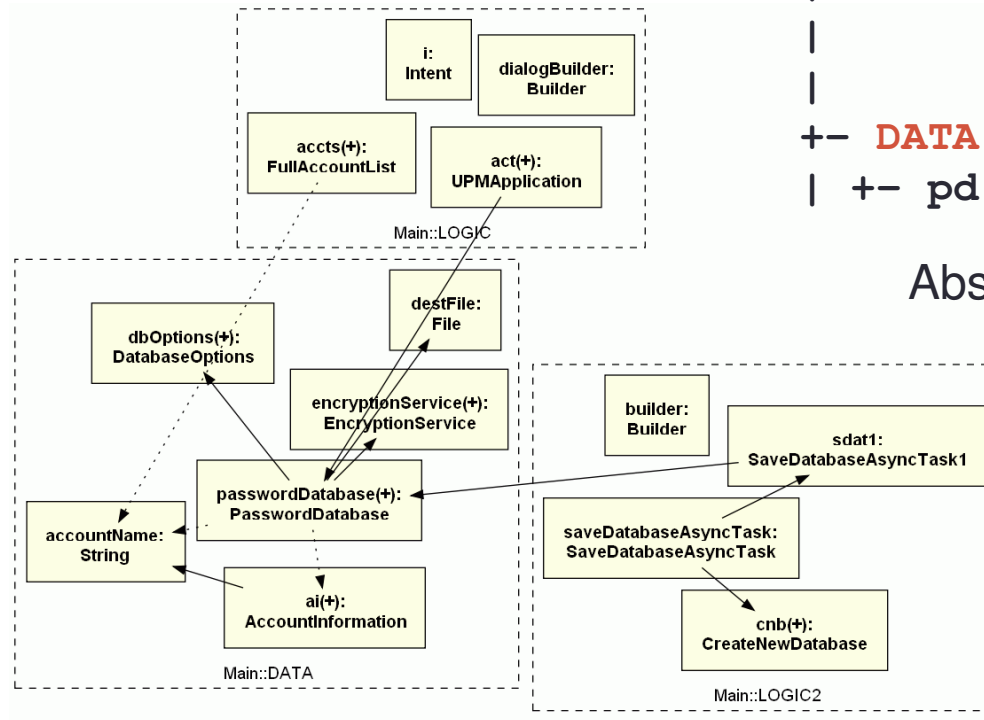 i:
Intent
dialogBuilder:
Builder
accts(+):
FullAccountList
act(+):
UPMApplication
Main::LOGIC
|
|
+- DATA
| +- pd
Abs
destFile:
File
dbOptions(+):
DatabaseOptions
encryptionService(+):
EncryptionService
passwordDatabase(+):
PasswordDatabase
accountName:
String
ai(+):
AccountInformation
Main::DATA
builder:
Builder
sdat1:
SaveDatabaseAsyncTask1
saveDatabaseAsyncTask:
SaveDatabaseAsyncTask
cnb(+):
CreateNewDatabase
Main::LOGIC2